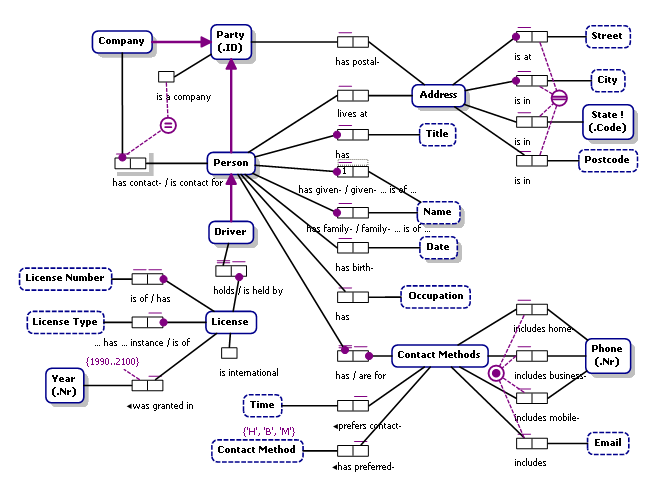 Company
Party
(.ID)
has postal-
Street
is at
is a company
City
is in
Address
lives at
State !
(.Code)
is in
Title
has
Postcode
is in
Person
has contact- / is contact for
1
has given- / given- ... is of ...
Name
has family- / family- ... is of ...
Driver
Date
has birth-
holds / is held by
License Number
is of / has
Occupation
has
License Type
... has ... instance / is of
License
is international
includes home-
Contact Methods
has / are for
Phone
(.Nr)
includes business-
{1990..2100}
Year
(.Nr)
◄was granted in
Time
◄prefers contact-
includes mobile-
{'H', 'B', 'M'}
Contact Method
◄has preferred-
Email
includes